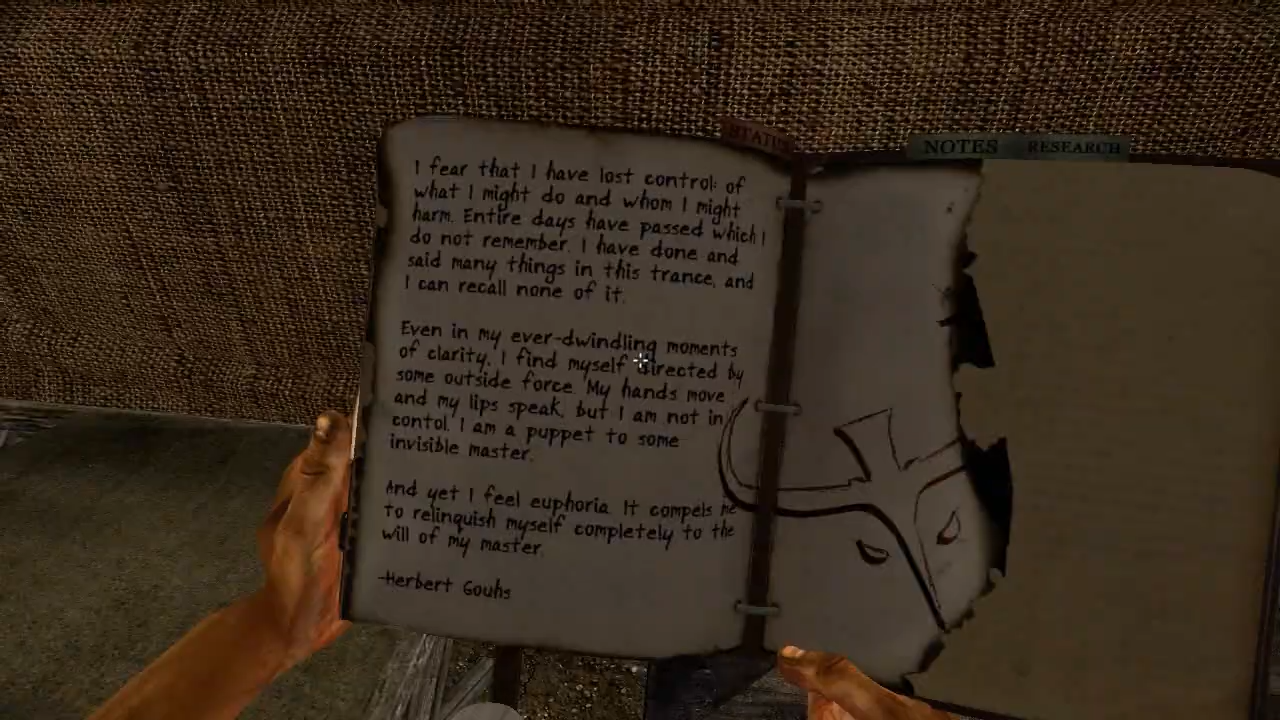 STATUS
NOTES RESEARCH
I fear that I have lost control: of
what I might do and whom I might
harm. Entire days have passed which I
do not remember. I have done and
said many things in this trance, and
I can recall none of it.
Even in my ever-dwindling moments
of clarity, I find myself directed by
some outside force. My hands move
and my lips speak, but I am not in
contol. I am a puppet to some
invisible master.
And yet I feel euphoria. It compels me
to relinquish myself completely to the
will of my master.
-Herbert Gouhs